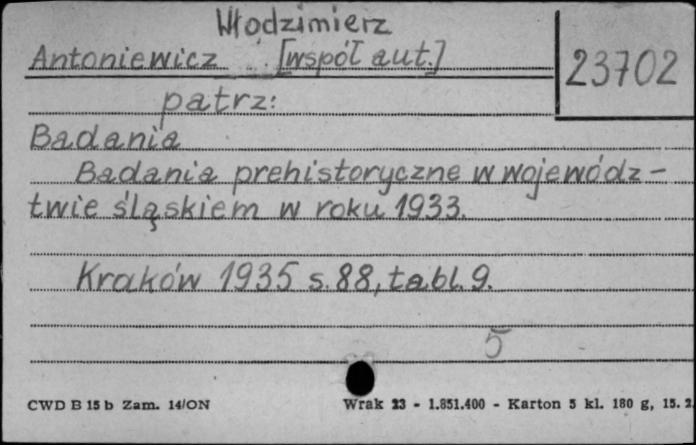 Włodzimierz
Antoniewicz [współ aut.]
23702
patrz:
Badania
Badania prehistoryczne w wojewódz-
twie śląskiem w roku 1933.
Kraków 1935 s. 88, tabl. 9.
5
CWD B 15 b Zam. 14/ON
Wrak 23 - 1.851.400 - Karton 5 kl. 180 g, 15. 2